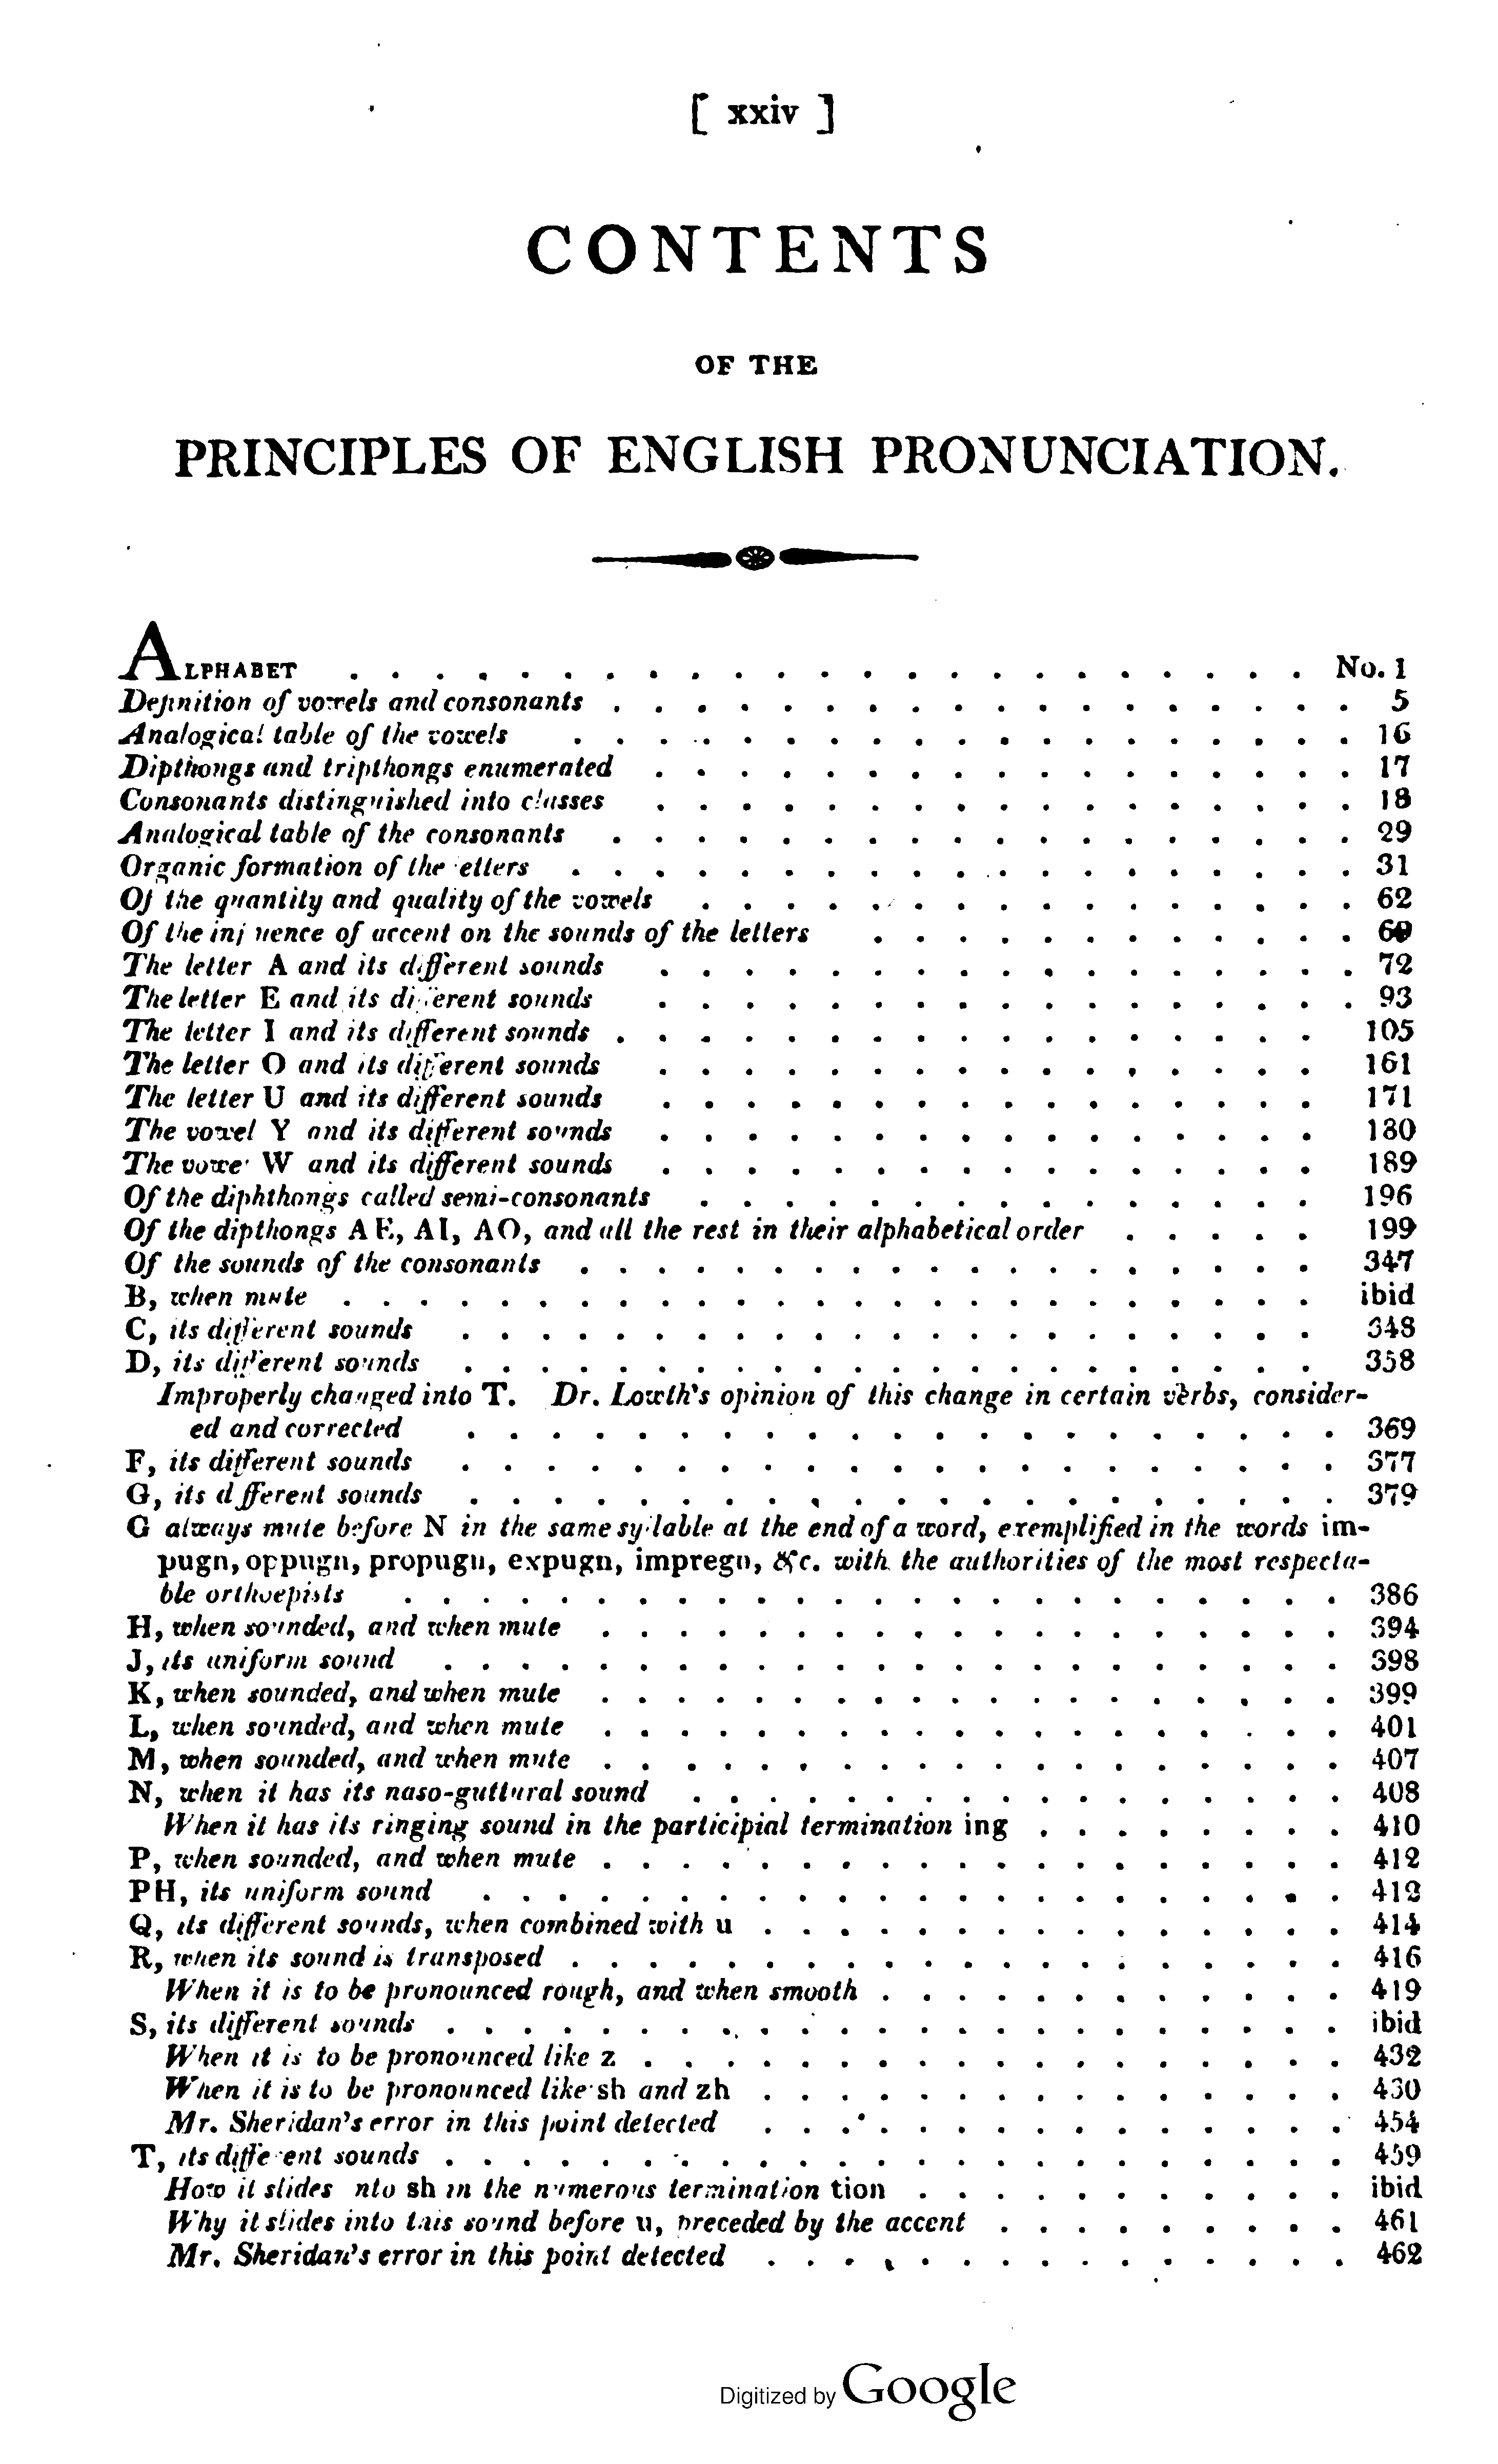 [ xxiv ]
CONTENTS
OF THE
PRINCIPLES OF ENGLISH PRONUNCIATION.
ALPHABET . . . . . . . . . . . . . . . . . . . . . . . No. 1
Definition of vowels and consonants . . . . . . . . . . . . . . . . . . 5
Analogical table of the vowels . . . . . . . . . . . . . . . . . . . 16
Dipthongs and tripthongs enumerated . . . . . . . . . . . . . . . . . 17
Consonants distinguished into classes . . . . . . . . . . . . . . . . . 18
Analogical table of the consonants . . . . . . . . . . . . . . . . . . 29
Organic formation of the letters . . . . . . . . . . . . . . . . . . . 31
Of the quantity and quality of the vowels . . . . . . . . . . . . . . . . 62
Of the influence of accent on the sounds of the letters . . . . . . . . . . . . 69
The letter A and its different sounds . . . . . . . . . . . . . . . . . 72
The letter E and its different sounds . . . . . . . . . . . . . . . . . 93
The letter I and its different sounds . . . . . . . . . . . . . . . . . 105
The letter O and its different sounds . . . . . . . . . . . . . . . . 161
The letter U and its different sounds . . . . . . . . . . . . . . . . 171
The vowel Y and its different sounds . . . . . . . . . . . . . . . . 180
The vowel W and its different sounds . . . . . . . . . . . . . . . . 189
Of the diphthongs called semi-consonants . . . . . . . . . . . . . . . 196
Of the dipthongs AE, AI, AO, and all the rest in their alphabetical order . . . . . 199
Of the sounds of the consonants . . . . . . . . . . . . . . . . . . . 347
B, when mute . . . . . . . . . . . . . . . . . . . . . . . . . ibid
C, its different sounds . . . . . . . . . . . . . . . . . . . . . . 348
D, its different sounds . . . . . . . . . . . . . . . . . . . . . . 358
Improperly changed into T. Dr. Lowth's opinion of this change in certain verbs, consider-
ed and corrected . . . . . . . . . . . . . . . . . . . . . 369
F, its different sounds . . . . . . . . . . . . . . . . . . . . . 377
G, its different sounds . . . . . . . . . . . . . . . . . . . . . 379
G always mute before N in the same syllable at the end of a word, exemplified in the words im-
pugn, oppugn, propugn, expugn, impregn, &c. with the authorities of the most respecta-
ble orthoepists . . . . . . . . . . . . . . . . . . . . . . . . 386
H, when sounded, and when mute . . . . . . . . . . . . . . . . . . . 394
J, its uniform sound . . . . . . . . . . . . . . . . . . . . . . . 398
K, when sounded, and when mute . . . . . . . . . . . . . . . . . . . 399
L, when sounded, and when mute . . . . . . . . . . . . . . . . . . . 401
M, when sounded, and when mute . . . . . . . . . . . . . . . . . . 407
N, when it has its naso-guttural sound . . . . . . . . . . . . . . . . . 408
When it has its ringing sound in the participial termination ing . . . . . . . . 410
P, when sounded, and when mute . . . . . . . . . . . . . . . . . . . 412
PH, its uniform sound . . . . . . . . . . . . . . . . . . . . . . 413
Q, its different sounds, when combined with u . . . . . . . . . . . . . . . 414
R, when its sound is transposed . . . . . . . . . . . . . . . . . . . . 416
When it is to be pronounced rough, and when smooth . . . . . . . . . . . . 419
S, its different sounds . . . . . . . . . . . . . . . . . . . . . . . ibid
When it is to be pronounced like z . . . . . . . . . . . . . . . . . . 432
When it is to be pronounced like sh and zh . . . . . . . . . . . . . . . 450
Mr. Sheridan's error in this point detected . . . . . . . . . . . . . . . 454
T, its different sounds . . . . . . . . . . . . . . . . . . . . . . . 459
How it slides into sh in the numerous termination tion . . . . . . . . . . . ibid
Why it slides into this sound before u, preceded by the accent . . . . . . . . . 461
Mr. Sheridan's error in this point detected . . . . . . . . . . . . . . . 462
Digitized by Google